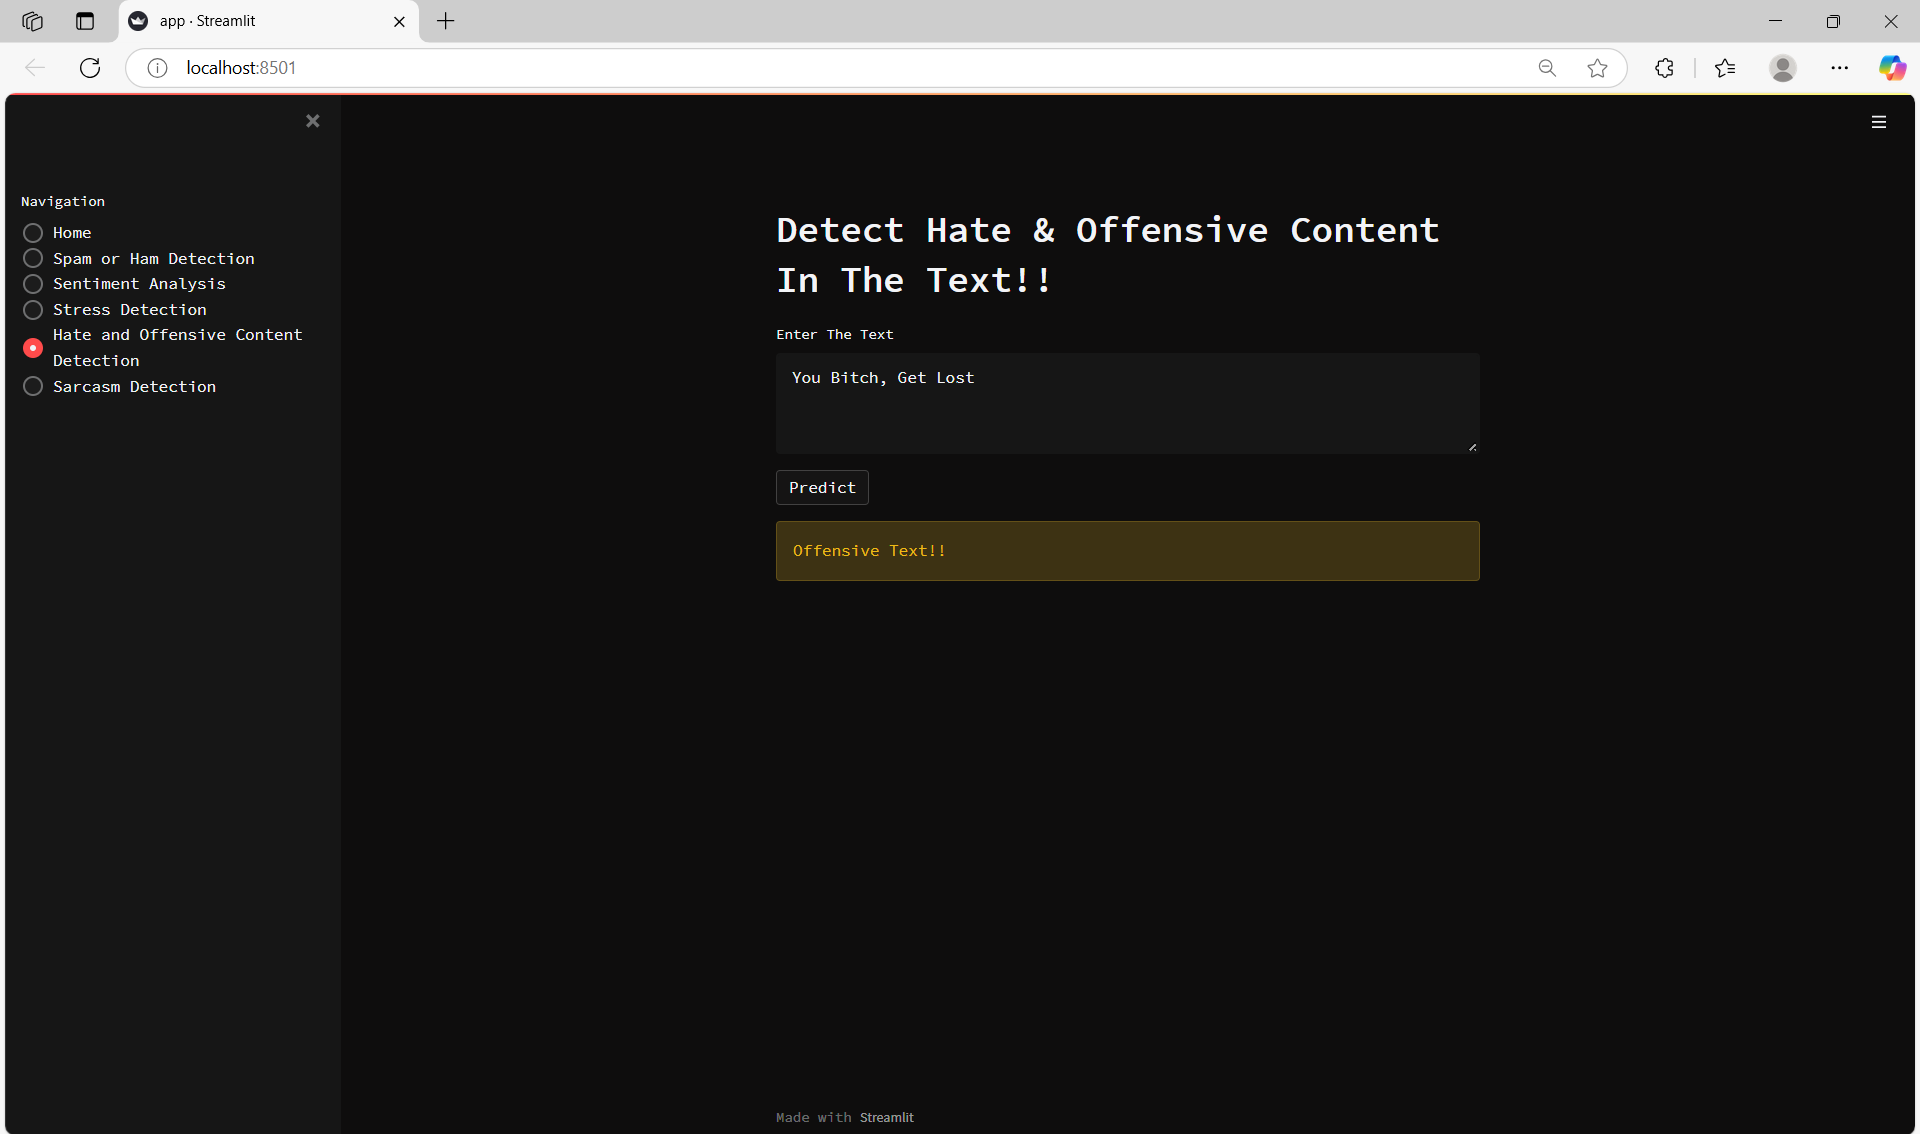 app · Streamlit
localhost:8501
Navigation
Home
Spam or Ham Detection
Sentiment Analysis
Stress Detection
Hate and Offensive Content
Detection
Sarcasm Detection
Detect Hate & Offensive Content
In The Text!!
Enter The Text
You Bitch, Get Lost
Predict
Offensive Text!!
Made with Streamlit